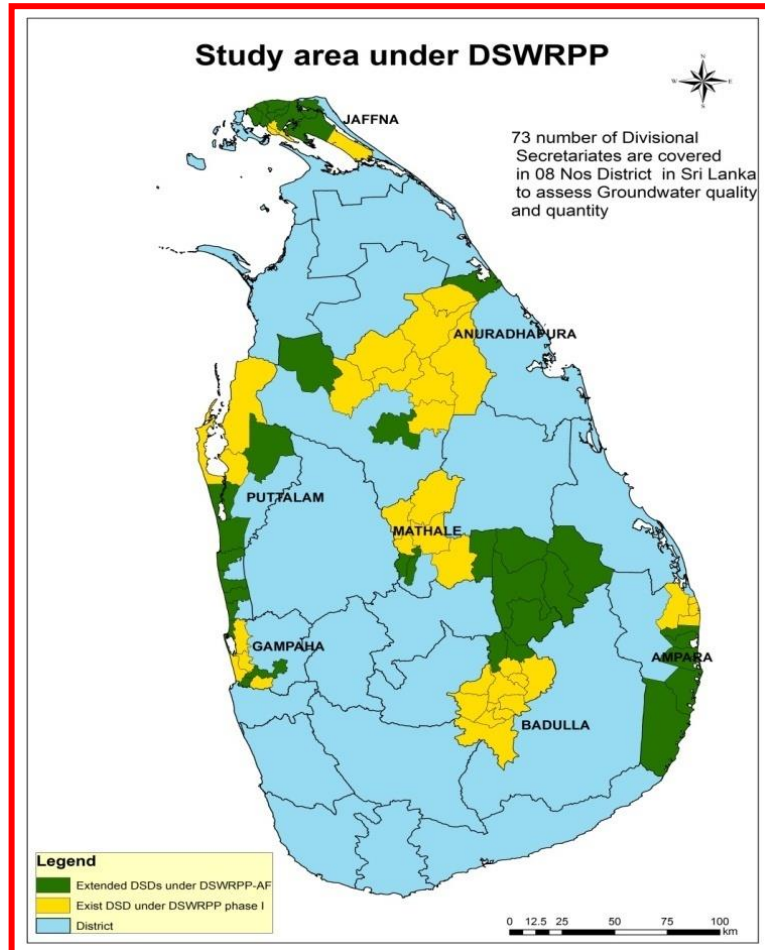 Study area under DSWRPP
N
W E
S
JAFFNA
73 number of Divisional
Secretariates are covered
in 08 Nos District in Sri Lanka
to assess Groundwater quality
and quantity
ANURADHAPURA
PUTTALAM
MATHALE
GAMPAHA
AMPARA
BADULLA
Legend
Extended DSDs under DSWRPP-AF
Exist DSD under DSWRPP phase I
District
0 12.5 25 50 75 100
km